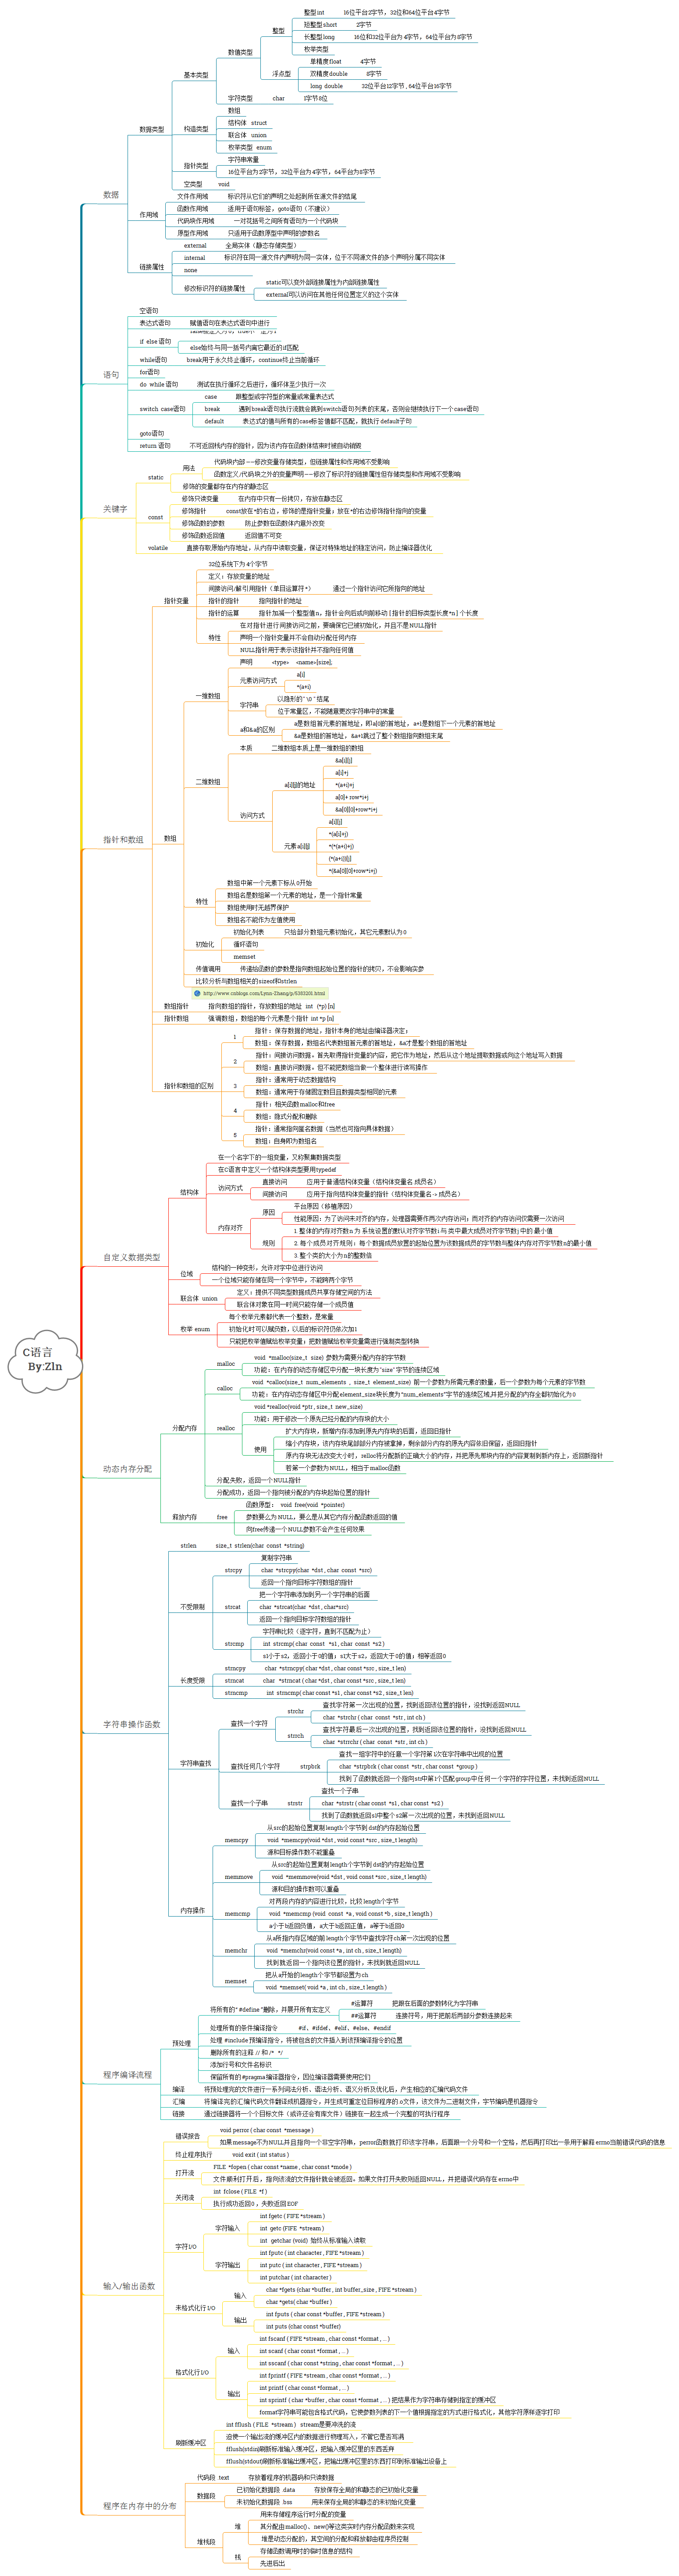 C语言
By:Zln
数据
数据类型
基本类型
数值类型
整型
整型int 16位平台2字节，32位和64位平台4字节
短整型short 2字节
长整型long 16位和32位平台为4字节，64位平台为8字节
枚举类型
浮点型
单精度float 4字节
双精度double 8字节
long double 32位平台12字节，64位平台16字节
字符类型 char 1字节8位
构造类型
数组
结构体 struct
联合体 union
枚举类型 enum
指针类型
字符串常量
16位平台为2字节，32位平台为4字节，64平台为8字节
空类型 void
作用域
文件作用域 标识符从它们的声明之处起到所在源文件的结尾
函数作用域 适用于语句标签，goto语句（不建议）
代码块作用域 一对花括号之间所有语句为一个代码块
原型作用域 只适用于函数原型中声明的参数名
链接属性
external 全局实体（静态存储类型）
internal 标识符在同一源文件内声明为同一实体，位于不同源文件的多个声明分属不同实体
none
修改标识符的链接属性
static可以变外部链接属性为内部链接属性
external可以访问在其他任何位置定义的这个实体
语句
空语句
表达式语句 赋值语句在表达式语句中进行
if else 语句
else始终与同一括号内离它最近的if匹配
while语句 break用于永久终止循环，continue终止当前循环
for语句
do while 语句 测试在执行循环之后进行，循环体至少执行一次
switch case语句
case 跟整型或字符型的常量或常量表达式
break 遇到break语句执行流就会跳到switch语句列表的末尾，否则会继续执行下一个case语句
default 表达式的值与所有的case标签值都不匹配，就执行default子句
goto语句
return 语句 不可返回栈内存的指针，因为该内存在函数体结束时被自动销毁
关键字
static
用法
代码块内部——修改变量存储类型，但链接属性和作用域不受影响
函数定义/代码块之外的变量声明——修改了标识符的链接属性但存储类型和作用域不受影响
修饰的变量都存在内存的静态区
const
修饰只读变量 在内存中只有一份拷贝，存放在静态区
修饰指针 const放在*的右边，修饰的是指针变量；放在*的右边修饰指针指向的变量
修饰函数的参数 防止参数在函数体内意外改变
修饰函数返回值 返回值不可变
volatile 直接存取原始内存地址，从内存中读取变量，保证对特殊地址的稳定访问，防止编译器优化
指针和数组
指针变量
32位系统下为4个字节
定义：存放变量的地址
间接访问/解引用指针（单目运算符*） 通过一个指针访问它所指向的地址
指针的指针 指向指针的地址
指针的运算 指针加减一个整型值n，指针会向后或向前移动[指针的目标类型长度*n]个长度
特性
在对指针进行间接访问之前，要确保它已被初始化，并且不是NULL指针
声明一个指针变量并不会自动分配任何内存
NULL指针用于表示该指针并不指向任何值
数组
一维数组
声明 <type> <name>[size];
元素访问方式
a[i]
*(a+i)
字符串
以隐形的 '\0' 结尾
位于常量区，不能随意更改字符串中的常量
a和&a的区别
a是数组首元素的首地址，即a[0]的首地址，a+1是数组下一个元素的首地址
&a是数组的首地址，&a+1跳过了整个数组指向数组末尾
二维数组
本质 二维数组本质上是一维数组的数组
访问方式
a[i][j]的地址
&a[i][j]
a[i]+j
*(a+i)+j
a[0]+ row*i+j
&a[0][0]+row*i+j
元素a[i][j]
a[i][j]
*(a[i]+j)
*(*(a+i)+j)
(*(a+i))[j]
*(&a[0][0]+row*i+j)
特性
数组中第一个元素下标从0开始
数组名是数组第一个元素的地址，是一个指针常量
数组使用时无越界保护
数组名不能作为左值使用
初始化
初始化列表 只给部分数组元素初始化，其它元素默认为0
循环语句
memset
传值调用 传递给函数的参数是指向数组起始位置的指针的拷贝，不会影响实参
比较分析与数组相关的sizeof和strlen
http://www.cnblogs.com/Lynn-Zhang/p/5383201.html
数组指针 指向数组的指针，存放数组的地址 int (*p) [n]
指针数组 强调数组，数组的每个元素是个指针 int *p [n]
指针和数组的区别
1
指针：保存数据的地址，指针本身的地址由编译器决定；
数组：保存数据，数组名代表数组首元素的首地址，&a才是整个数组的首地址
2
指针：间接访问数据，首先取得指针变量的内容，把它作为地址，然后从这个地址提取数据或向这个地址写入数据
数组：直接访问数据，但不能把数组当做一个整体进行读写操作
3
指针：通常用于动态数据结构
数组：通常用于存储固定数目且数据类型相同的元素
4
指针：相关函数malloc和free
数组：隐式分配和删除
5
指针：通常指向匿名数据（当然也可指向具体数据）
数组：自身即为数组名
自定义数据类型
结构体
在一个名字下的一组变量，又称聚集数据类型
在C语言中定义一个结构体类型要用typedef
访问方式
直接访问 应用于普通结构体变量（结构体变量名.成员名）
间接访问 应用于指向结构体变量的指针（结构体变量名 -> 成员名）
内存对齐
原因
平台原因（移植原因）
性能原因：为了访问未对齐的内存，处理器需要作两次内存访问；而对齐的内存访问仅需要一次访问
规则
1. 整体的内存对齐数n 为 系统设置的默认对齐字节数i 与 类中最大成员对齐字节数j 中的 最小值
2. 每个成员对齐规则：每个数据成员放置的起始位置为该数据成员的字节数与整体内存对齐字节数n的最小值
3. 整个类的大小为n的整数倍
位域
结构的一种变形，允许对字中位进行访问
一个位域只能存储在同一个字节中，不能跨两个字节
联合体 union
定义：提供不同类型数据成员共享存储空间的方法
联合体对象在同一时间只能存储一个成员值
枚举 enum
每个枚举元素都代表一个整数，是常量
初始化时可以赋负数，以后的标识符仍依次加1
只能把枚举值赋给枚举变量；把数值赋给枚举变量需进行强制类型转换
动态内存分配
分配内存
malloc
void *malloc(size_t size) 参数为需要分配内存的字节数
功能：在内存的动态存储区中分配一块长度为"size"字节的连续区域
calloc
void *calloc(size_t num_elements , size_t element_size) 前一个参数为所需元素的数量，后一个参数为每个元素的字节数
功能：在内存动态存储区中分配element_size块长度为"num_elements"字节的连续区域,并把分配的内存全都初始化为0
realloc
void *realloc(void *ptr , size_t new_size)
功能：用于修改一个原先已经分配的内存块的大小
使用
扩大内存块，新增内存添加到原先内存块的后面，返回旧指针
缩小内存块，该内存块尾部部分内存被拿掉，剩余部分内存的原先内容依旧保留，返回旧指针
原内存块无法改变大小时，relloc将分配新的正确大小的内存，并把原先那块内存的内容复制到新内存上，返回新指针
若第一个参数为NULL，相当于malloc函数
分配失败，返回一个NULL指针
分配成功，返回一个指向被分配的内存块起始位置的指针
释放内存 free
函数原型： void free(void *pointer)
参数要么为NULL，要么是从其它内存分配函数返回的值
向free传递一个NULL参数不会产生任何效果
字符串操作函数
strlen size_t strlen(char const *string)
不受限制
strcpy
复制字符串
char *strcpy(char *dst , char const *src)
返回一个指向目标字符数组的指针
strcat
把一个字符串添加到另一个字符串的后面
char *strcat(char *dst , char*src)
返回一个指向目标字符数组的指针
strcmp
字符串比较（逐字符，直到不匹配为止）
int strcmp( char const *s1 , char const *s2 )
s1小于s2，返回小于0的值；s1大于s2，返回大于0的值；相等返回0
长度受限
strncpy char *strncpy( char *dst , char const *src , size_t len)
strncat char *strncat ( char *dst , char const *src , size_t len)
strncmp int strncmp( char const *s1 , char const *s2 , size_t len)
字符串查找
查找一个字符
strchr
查找字符第一次出现的位置，找到返回该位置的指针，没找到返回NULL
char *strchr ( char const *str , int ch )
strrch
查找字符最后一次出现的位置，找到返回该位置的指针，没找到返回NULL
char *strrchr ( char const *str , int ch )
查找任何几个字符 strpbrk
查找一组字符中的任意一个字符第1次在字符串中出现的位置
char *strpbrk ( char const *str , char const *group )
找到了函数就返回一个指向str中第1个匹配group中任何一个字符的字符位置，未找到返回NULL
查找一个子串 strstr
查找一个子串
char *strstr ( char const *s1 , char const *s2 )
找到了函数就返回s1中整个s2第一次出现的位置，未找到返回NULL
内存操作
memcpy
从src的起始位置复制length个字节到 dst的内存起始位置
void *memcpy(void *dst , void const *src , size_t length)
源和目标操作数不能重叠
memmove
从src的起始位置复制length个字节到 dst的内存起始位置
void *memmove(void *dst , void const *src , size_t length)
源和目的操作数可以重叠
memcmp
对两段内存的内容进行比较，比较length个字节
void *memcmp (void const *a , void const *b , size_t length )
a小于b返回负值，a大于b返回正值，a等于b返回0
memchr
从a所指内存区域的前length个字节中查找字符ch第一次出现的位置
void *memchr(void const *a , int ch , size_t length)
找到就返回一个指向该位置的指针，未找到就返回NULL
memset
把从a开始的length个字节都设置为ch
void *memset( void *a , int ch , size_t length )
程序编译流程
预处理
将所有的“#define”删除，并展开所有宏定义
#运算符 把跟在后面的参数转化为字符串
##运算符 连接符号，用于把前后两部分参数连接起来
处理所有的条件编译指令 #if、#ifdef、#elif、#else、#endif
处理 #include 预编译指令，将被包含的文件插入到该预编译指令的位置
删除所有的注释 // 和 /* */
添加行号和文件名标识
保留所有的 #pragma 编译器指令，因位编译器需要使用它们
编译 将预处理完的文件进行一系列词法分析、语法分析、语义分析及优化后，产生相应的汇编代码文件
汇编 将编译完的汇编代码文件翻译成机器指令，并生成可重定位目标程序的.o文件，该文件为二进制文件，字节编码是机器指令
链接 通过链接器将一个个目标文件（或许还会有库文件）链接在一起生成一个完整的可执行程序
输入/输出函数
错误报告
void perror ( char const *message )
如果message不为NULL并且指向一个非空字符串，perror函数就打印该字符串，后面跟一个分号和一个空格，然后再打印出一条用于解释errno当前错误代码的信息
终止程序执行 void exit ( int status )
打开流
FILE *fopen ( char const *name , char const *mode )
文件顺利打开后，指向该流的文件指针就会被返回。如果文件打开失败则返回NULL，并把错误代码存在errno中
关闭流
int fclose ( FILE *f )
执行成功返回0 ，失败返回EOF
字符I/O
字符输入
int fgetc ( FIFE *stream )
int getc (FIFE *stream )
int getchar (void) 始终从标准输入读取
字符输出
int fputc ( int character , FIFE *stream )
int putc ( int chacater , FIFE *stream )
int putchar ( int character )
未格式化行 I/O
输入
char *fgets (char *buffer , int buffer_size , FIFE *stream )
char *gets( char *buffer )
输出
int fputs ( char const *buffer , FIFE *stream )
int puts (char const *buffer)
格式化行I/O
输入
int fscanf ( FIFE *stream , char const *format , ... )
int scanf ( char const *format , ... )
int sscanf ( char const *string , char const *format , ... )
输出
int fprintf ( FIFE *stream , char const *format , ... )
int printf ( char const *format , ... )
int sprintf ( char *buffer , char const *format , ... ) 把结果作为字符串存储到指定的缓冲区
format字符串可能包含格式代码，它使参数列表的下一个值根据指定的方式进行格式化，其他字符原样逐字打印
刷新缓冲区
int fflush ( FILE *stream ) stream是要冲洗的流
迫使一个输出流的缓冲区内的数据进行物理写入，不管它是否写满
fflush(stdin)刷新标准输入缓冲区，把输入缓冲区里的东西丢弃
fflush(stdout)刷新标准输出缓冲区，把输出缓冲区里的东西打印到标准输出设备上
程序在内存中的分布
代码段 .text 存放着程序的机器码和只读数据
数据段
已初始化数据段 .data 存放保存全局的和静态的已初始化变量
未初始化数据段 .bss 用来保存全局的和静态的未初始化变量
堆栈段
堆
用来存储程序运行时分配的变量
其分配由malloc()、new()等这类实时内存分配函数来实现
堆是动态分配的，其空间的分配和释放都由程序员控制
栈
存储函数调用时的临时信息的结构
先进后出